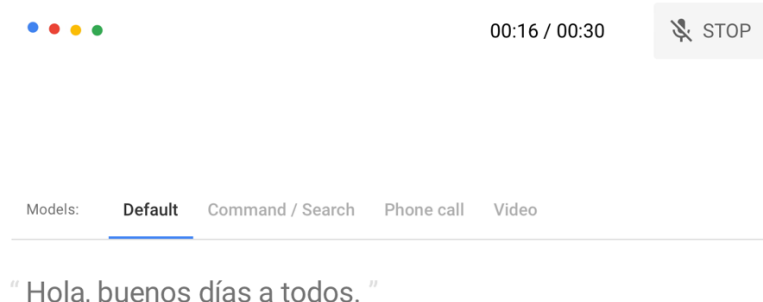 00:16 / 00:30 STOP
Models: Default Command / Search Phone call Video
“ Hola, buenos días a todos. ”